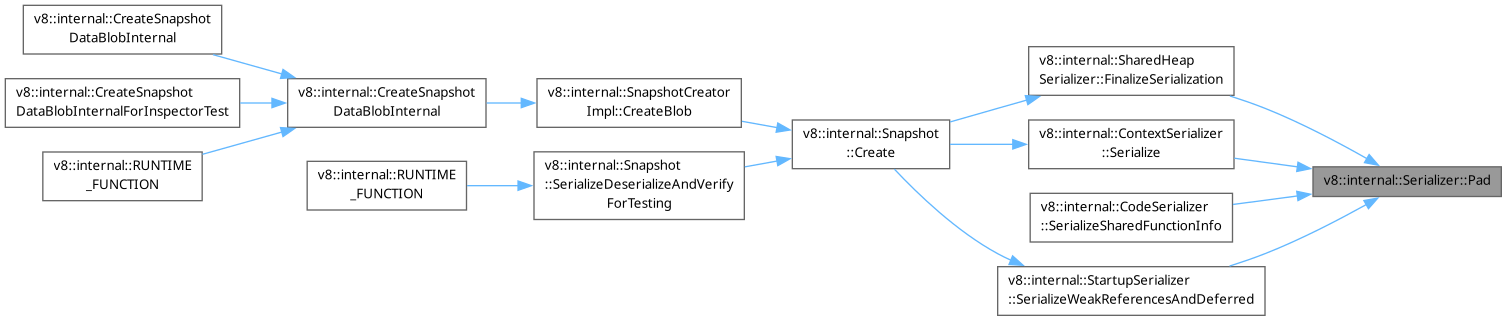 v8::internal::CreateSnapshot
DataBlobInternal
v8::internal::CreateSnapshot
DataBlobInternalForInspectorTest
v8::internal::RUNTIME
_FUNCTION
v8::internal::CreateSnapshot
DataBlobInternal
v8::internal::RUNTIME
_FUNCTION
v8::internal::SnapshotCreator
Impl::CreateBlob
v8::internal::Snapshot
::SerializeDeserializeAndVerify
ForTesting
v8::internal::Snapshot
::Create
v8::internal::SharedHeap
Serializer::FinalizeSerialization
v8::internal::ContextSerializer
::Serialize
v8::internal::CodeSerializer
::SerializeSharedFunctionInfo
v8::internal::StartupSerializer
::SerializeWeakReferencesAndDeferred
v8::internal::Serializer::Pad